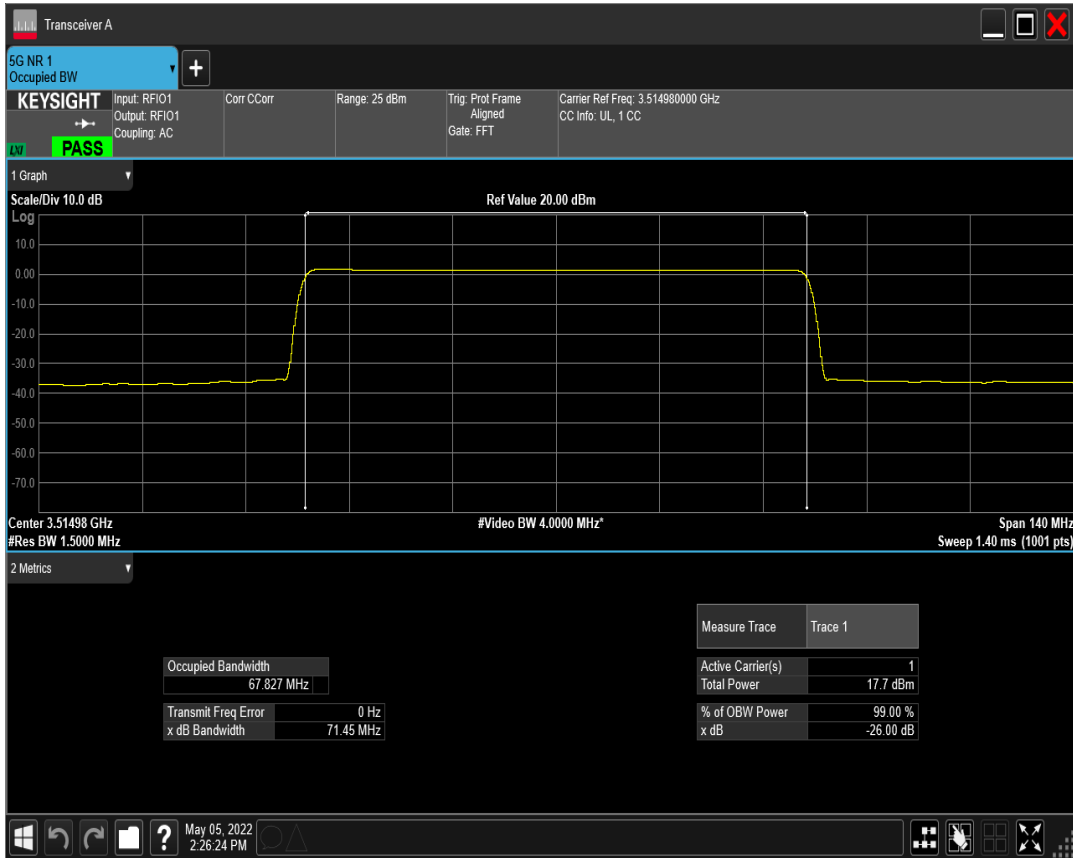 Transceiver A
5G NR 1
Occupied BW
+
KEYSIGHT
LXI
PASS
Input: RFIO1
Output: RFIO1
Coupling: AC
Corr CCorr
Range: 25 dBm
Trig: Prot Frame
Aligned
Gate: FFT
Carrier Ref Freq: 3.514980000 GHz
CC Info: UL, 1 CC
1 Graph
Scale/Div 10.0 dB
Ref Value 20.00 dBm
Log
10.0
0.00
-10.0
-20.0
-30.0
-40.0
-50.0
-60.0
-70.0
Center 3.51498 GHz
#Video BW 4.0000 MHz*
Span 140 MHz
#Res BW 1.5000 MHz
Sweep 1.40 ms (1001 pts)
2 Metrics
Measure Trace Trace 1
Occupied Bandwidth
67.827 MHz
Active Carrier(s) 1
Total Power 17.7 dBm
Transmit Freq Error 0 Hz
x dB Bandwidth 71.45 MHz
% of OBW Power 99.00 %
x dB -26.00 dB
?
May 05, 2022
2:26:24 PM